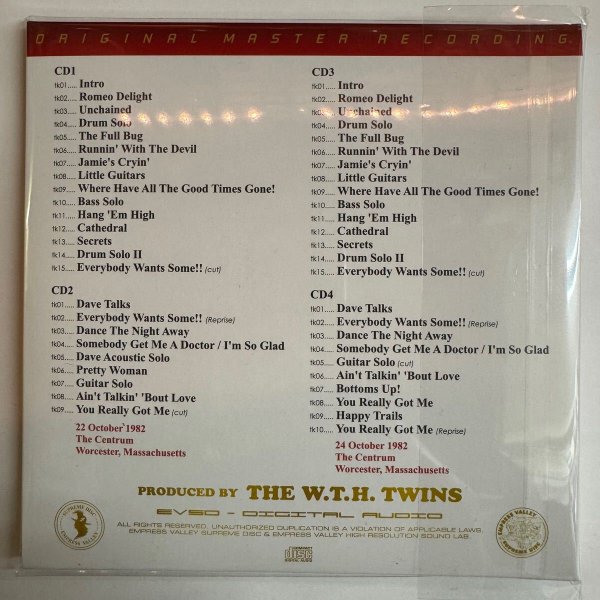 ORIGINAL MASTER RECORDING
CD1
tk01..... Intro
tk02..... Romeo Delight
tk03..... Unchained
tk04..... Drum Solo
tk05..... The Full Bug
tk06..... Runnin' With The Devil
tk07..... Jamie's Cryin'
tk08..... Little Guitars
tk09..... Where Have All The Good Times Gone!
tk10..... Bass Solo
tk11..... Hang 'Em High
tk12..... Cathedral
tk13..... Secrets
tk14..... Drum Solo II
tk15..... Everybody Wants Some!! (cut)
CD2
tk01..... Dave Talks
tk02..... Everybody Wants Some!! (Reprise)
tk03..... Dance The Night Away
tk04..... Somebody Get Me A Doctor / I'm So Glad
tk05..... Dave Acoustic Solo
tk06..... Pretty Woman
tk07..... Guitar Solo
tk08..... Ain't Talkin' 'Bout Love
tk09..... You Really Got Me (cut)
22 October 1982
The Centrum
Worcester, Massachusetts
CD3
tk01..... Intro
tk02..... Romeo Delight
tk03..... Unchained
tk04..... Drum Solo
tk05..... The Full Bug
tk06..... Runnin' With The Devil
tk07..... Jamie's Cryin'
tk08..... Little Guitars
tk09..... Where Have All The Good Times Gone!
tk10..... Bass Solo
tk11..... Hang 'Em High
tk12..... Cathedral
tk13..... Secrets
tk14..... Drum Solo II
tk15..... Everybody Wants Some!! (cut)
CD4
tk01..... Dave Talks
tk02..... Everybody Wants Some!! (Reprise)
tk03..... Dance The Night Away
tk04..... Somebody Get Me A Doctor / I'm So Glad
tk05..... Guitar Solo (cut)
tk06..... Ain't Talkin' 'Bout Love
tk07..... Bottoms Up!
tk08..... You Really Got Me
tk09..... Happy Trails
tk10..... You Really Got Me (Reprise)
24 October 1982
The Centrum
Worcester, Massachusetts
PRODUCED BY THE W.T.H. TWINS
EVSD - DIGITAL AUDIO
ALL RIGHTS RESERVED. UNAUTHORIZED DUPLICATION IS A VIOLATION OF APPLICABLE LAWS.
EMPRESS VALLEY SUPREME DISC & EMPRESS VALLEY HIGH RESOLUTION SOUND LAB.
SUPREME DISC
EMPRESS VALLEY
COMPACT
disc
DIGITAL AUDIO
EMPRESS VALLEY
SUPREME DISC